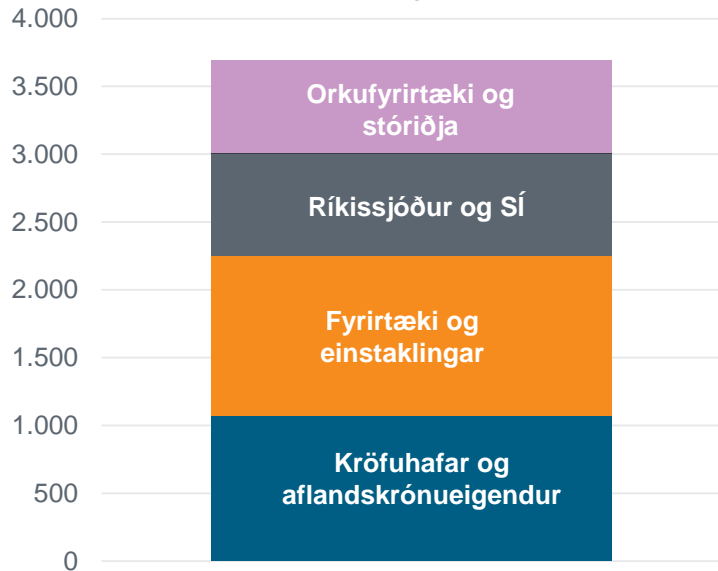 4.000
3.500
3.000
2.500
2.000
1.500
1.000
500
0
Orkufyrirtæki og
stóriðja
Ríkissjóður og SÍ
Fyrirtæki og
einstaklingar
Kröfuhafar og
aflandskrónueigendur